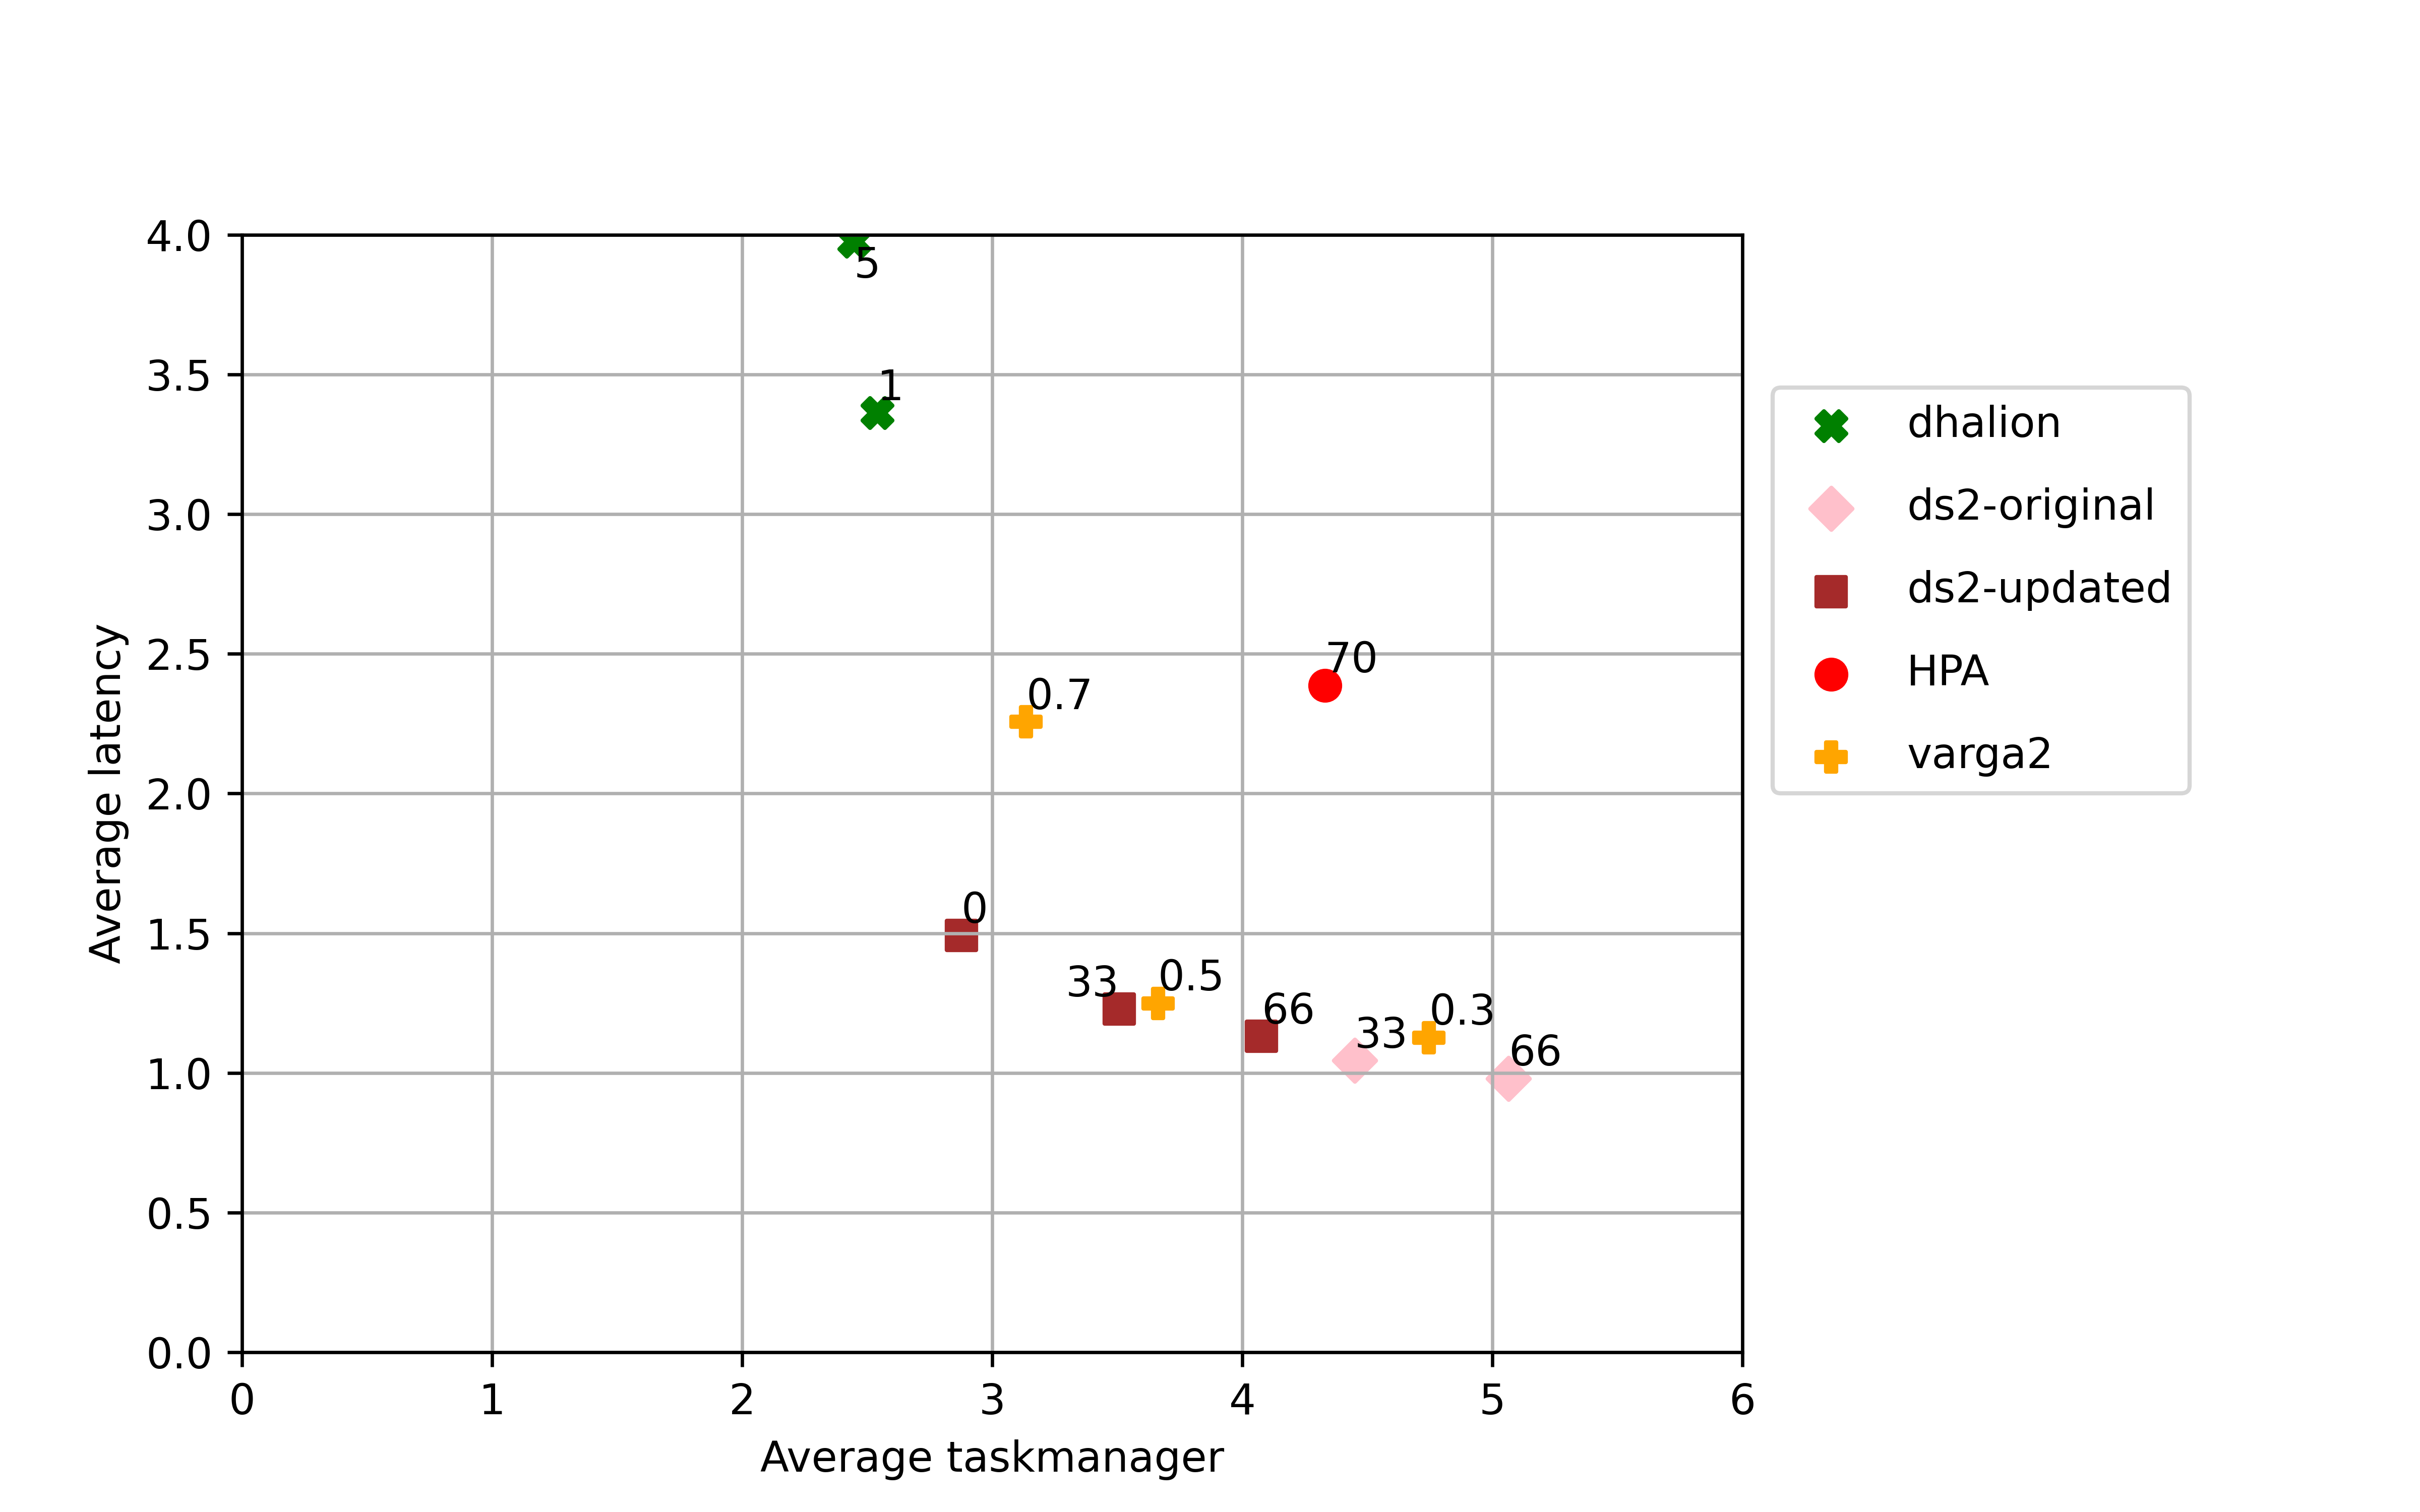 4.0
3.5
3.0
2.5
2.0
1.5
1.0
0.5
0.0
Average latency
5
1
70
0.7
0
33
0.5
66
33
0.3
66
0 1 2 3 4 5 6
Average taskmanager
dhalion
ds2-original
ds2-updated
HPA
varga2